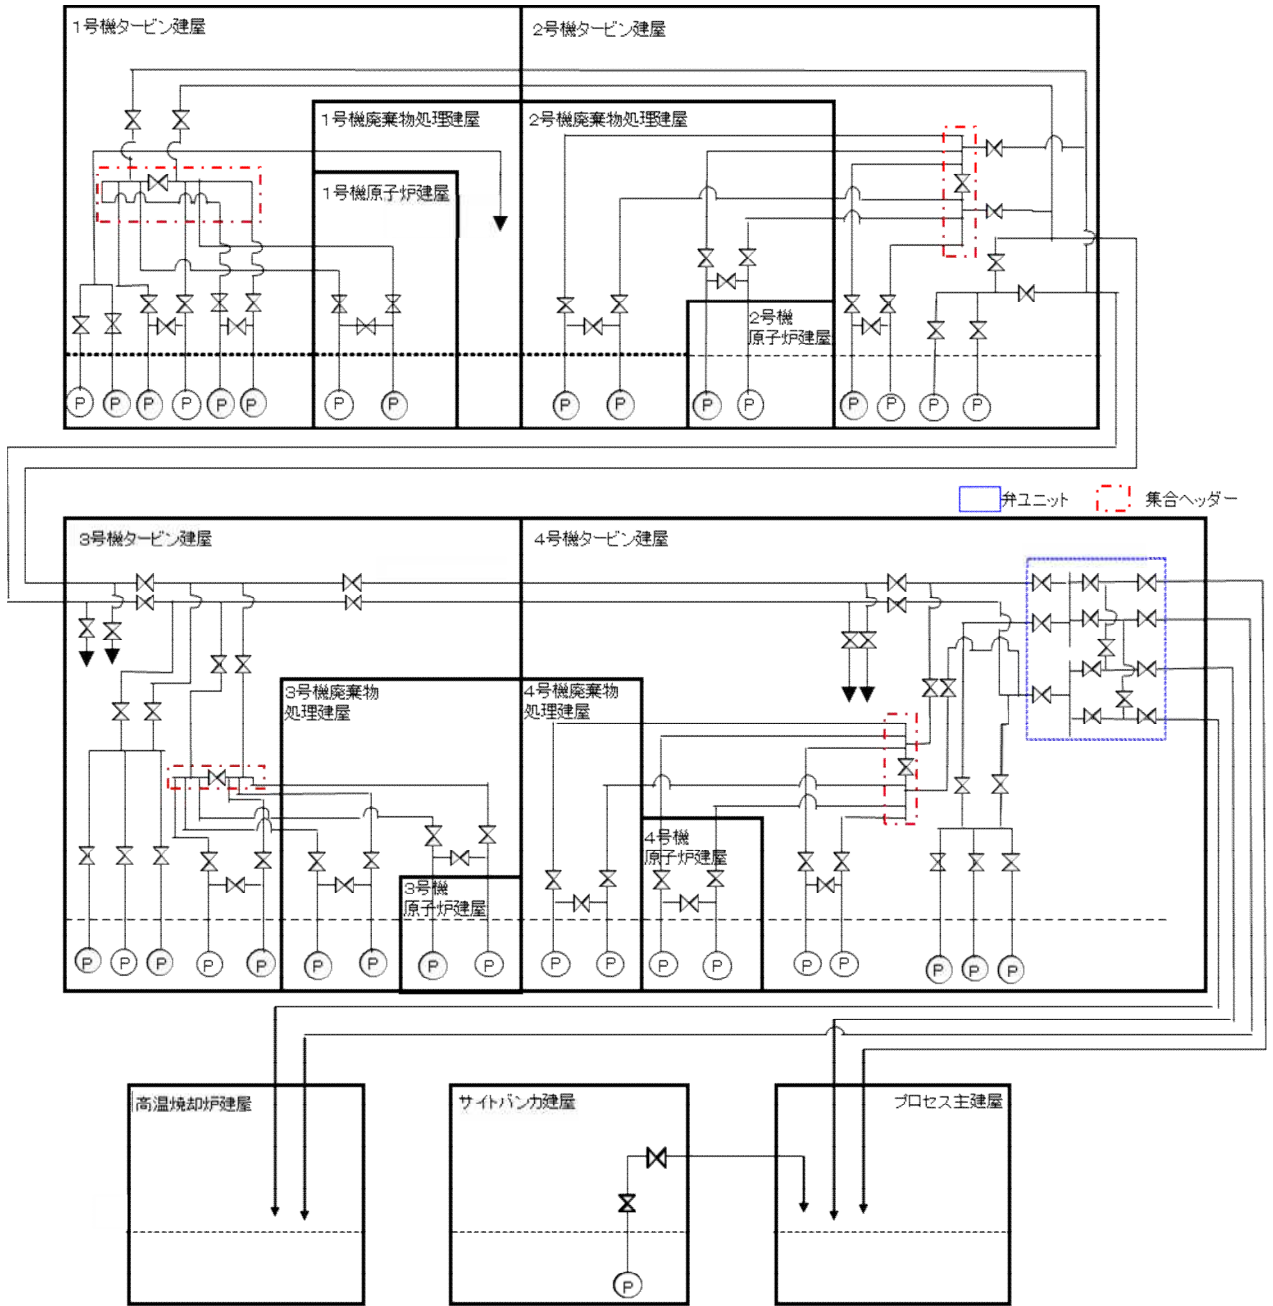 1号機タービン建屋
2号機タービン建屋
1号機廃棄物処理建屋
2号機廃棄物処理建屋
1号機原子炉建屋
2号機
原子炉建屋
P P P P P P P P P P P P P P P P
弁ユニット
集合ヘッダー
3号機タービン建屋
4号機タービン建屋
3号機廃棄物
処理建屋
4号機廃棄物
処理建屋
4号機
原子炉建屋
3号機
原子炉建屋
P P P P P P P P P P P P P P P P P P
高温焼却炉建屋
サイトバンカ建屋
プロセス主建屋
P